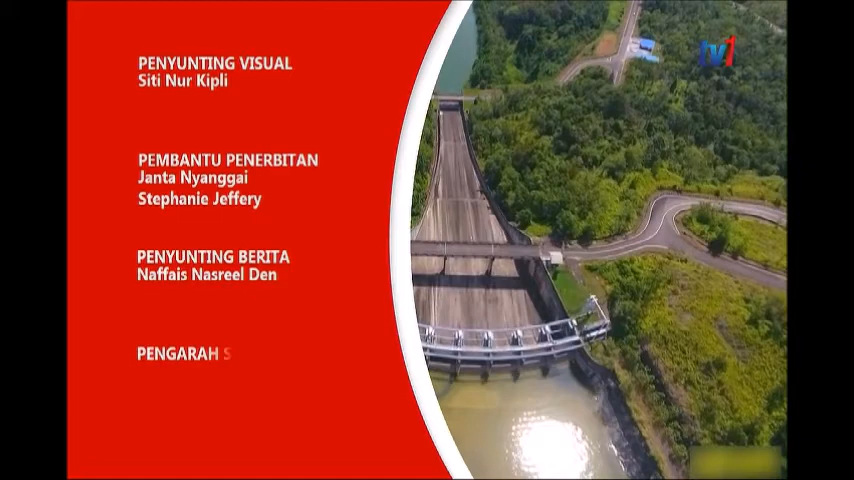 PENYUNTING VISUAL
Siti Nur Kipli
PEMBANTU PENERBITAN
Janta Nyanggai
Stephanie Jeffery
PENYUNTING BERITA
Naffais Nasreel Den
PENGARAH S
tv1